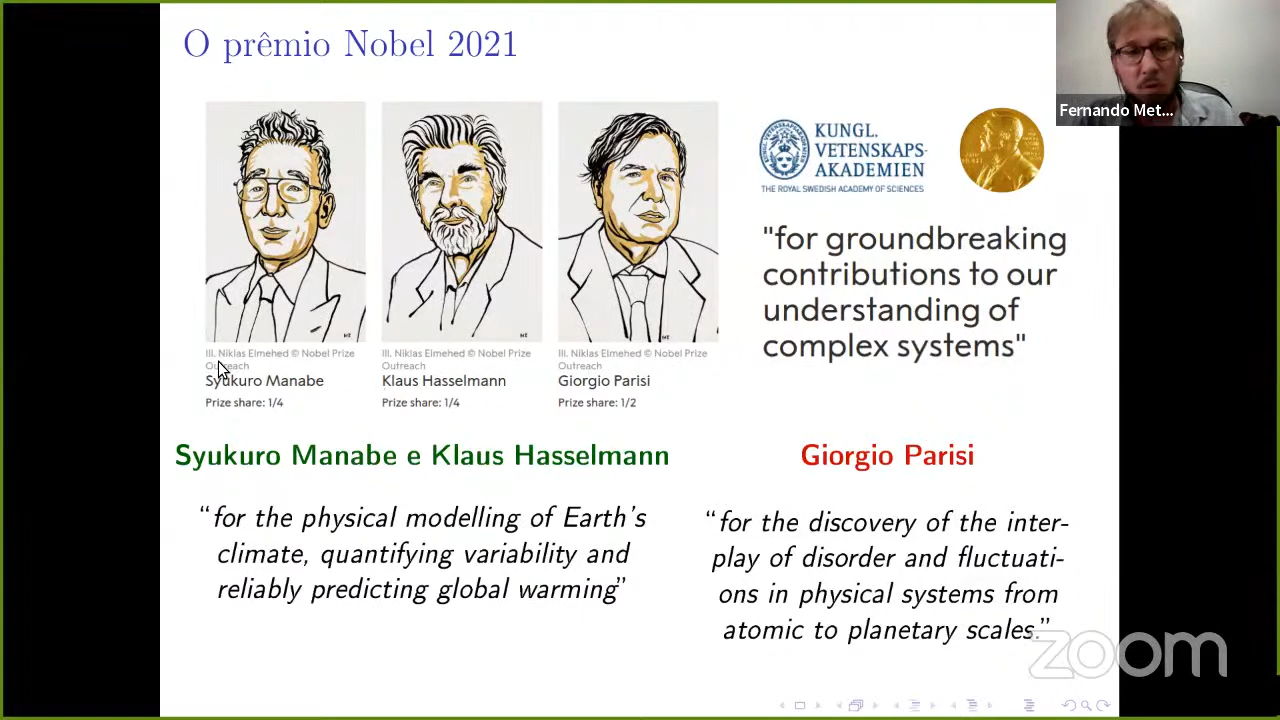 O prêmio Nobel 2021
Fernando Met...
KUNGL.
VETENSKAPS-
AKADEMIEN
THE ROYAL SWEDISH ACADEMY OF SCIENCES
"for groundbreaking
contributions to our
understanding of
complex systems"
Ill. Niklas Elmehed © Nobel Prize
Outreach
Syukuro Manabe
Prize share: 1/4
Ill. Niklas Elmehed © Nobel Prize
Outreach
Klaus Hasselmann
Prize share: 1/4
Ill. Niklas Elmehed © Nobel Prize
Outreach
Giorgio Parisi
Prize share: 1/2
Syukuro Manabe e Klaus Hasselmann
“for the physical modelling of Earth's
climate, quantifying variability and
reliably predicting global warming”
Giorgio Parisi
“for the discovery of the inter-
play of disorder and fluctuati-
ons in physical systems from
atomic to planetary scales.”
zoom